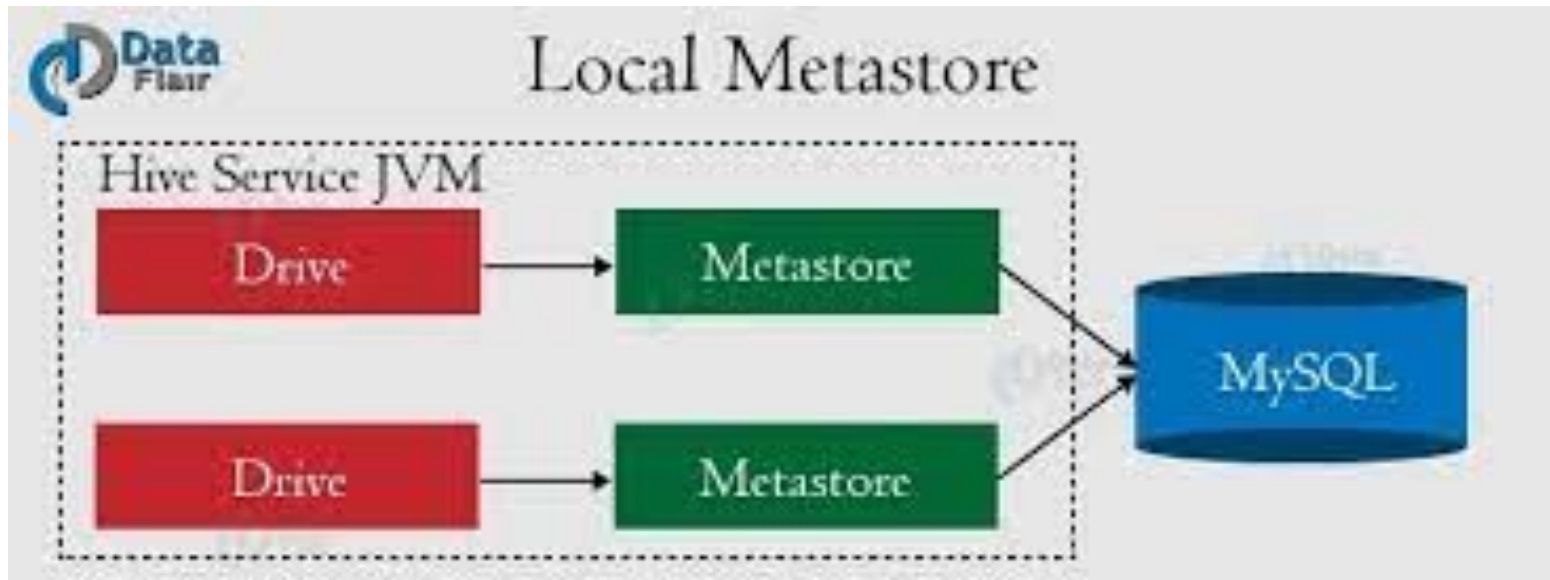 Data
Flair
Local Metastore
Hive Service JVM
Drive
Metastore
MySQL
Drive
Metastore